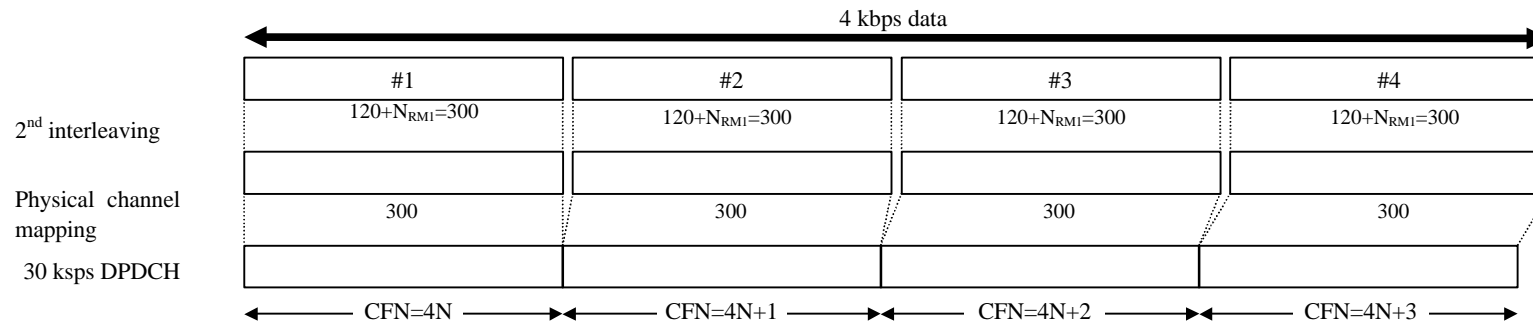 4 kbps data
#1 #2 #3 #4
120+NRM1=300 120+NRM1=300 120+NRM1=300 120+NRM1=300
2nd interleaving
Physical channel
mapping
300 300 300 300
30 ksps DPDCH
CFN=4N CFN=4N+1 CFN=4N+2 CFN=4N+3